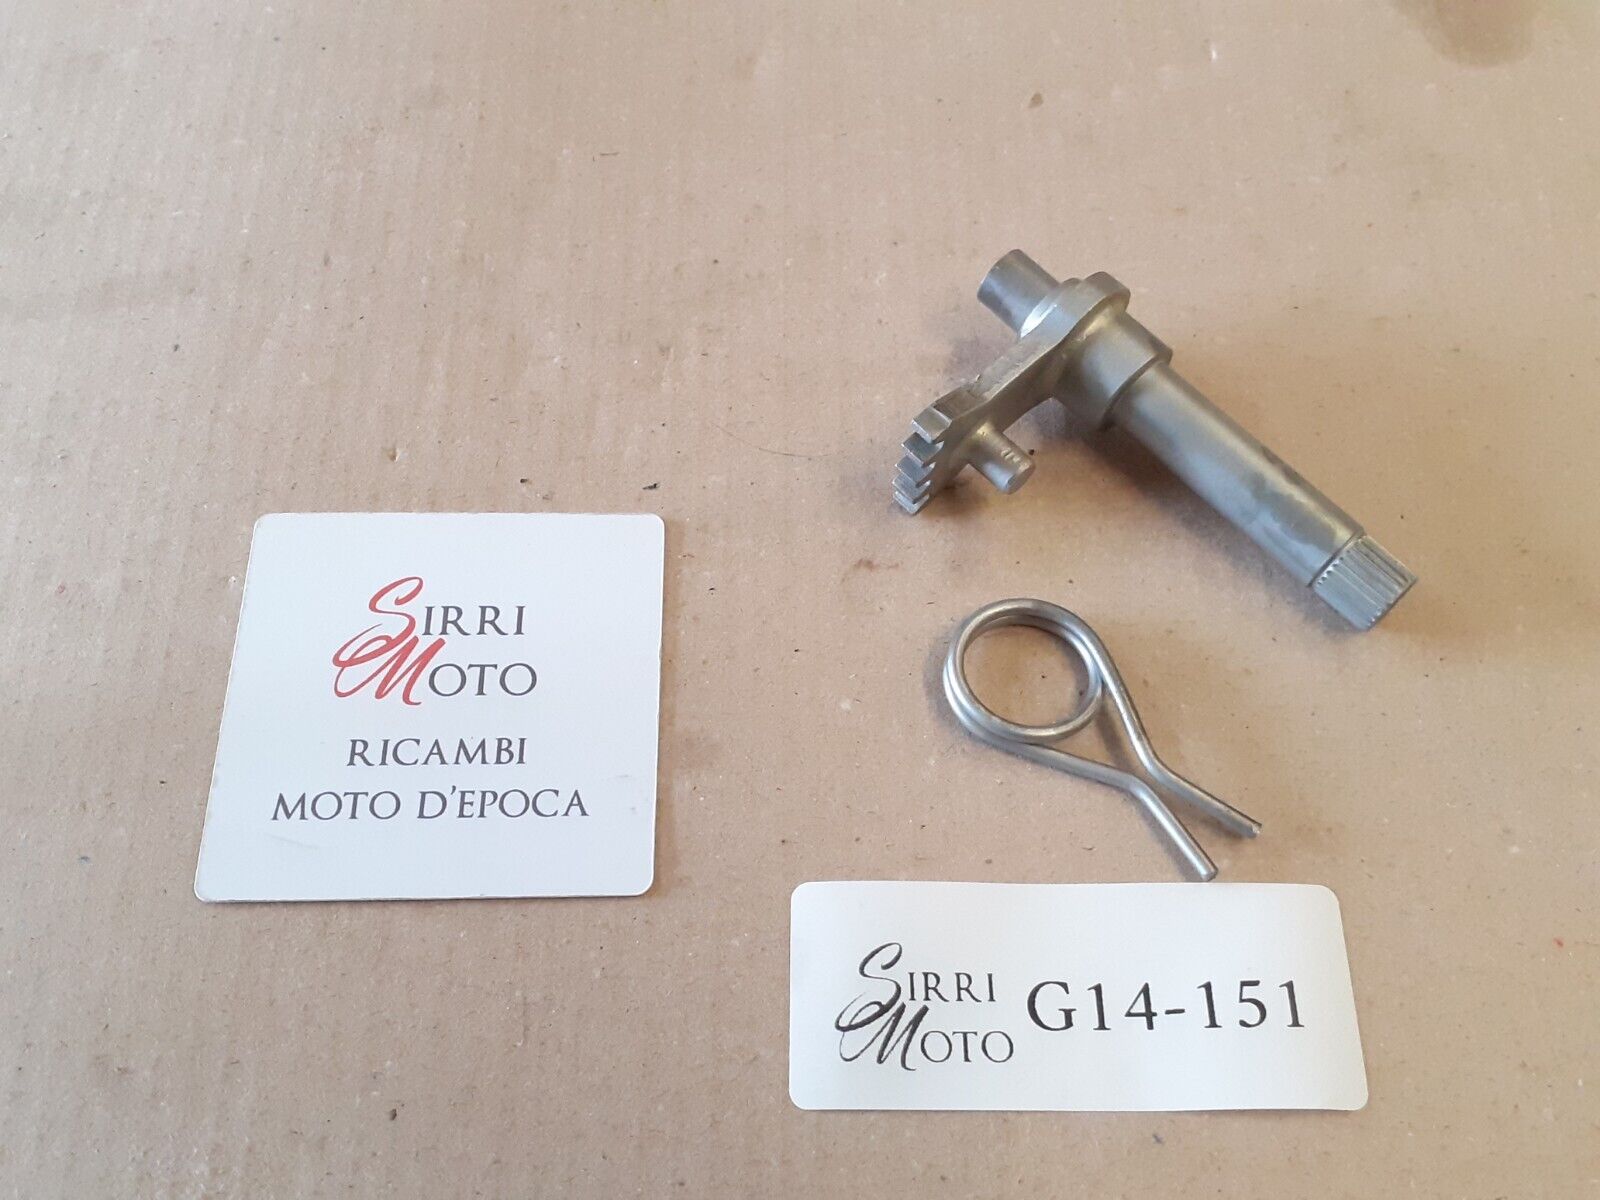 SIRRI
MOTO
RICAMBI
MOTO D'EPOCA
SIRRI
MOTO
G14-151